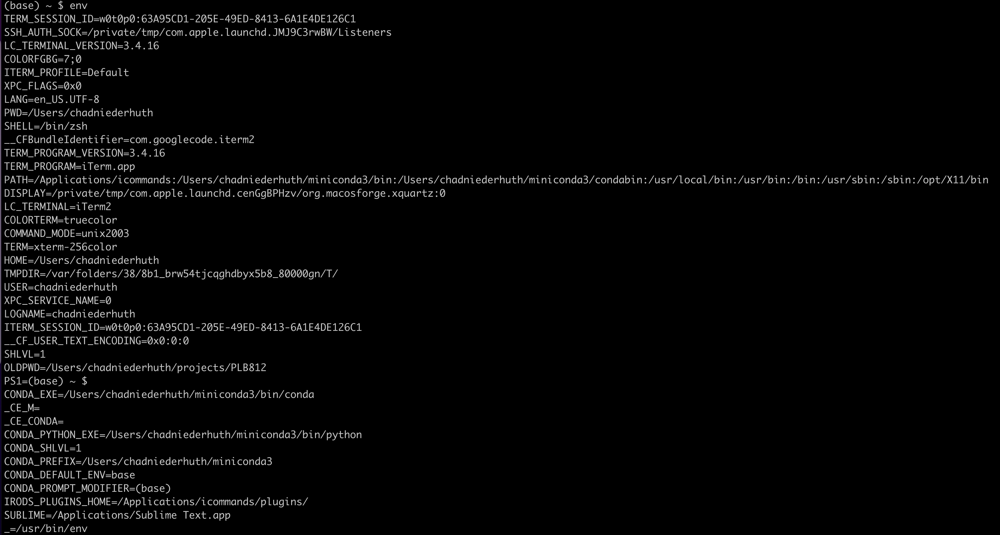 (base) ~ $ env
TERM_SESSION_ID=w0t0p0:63A95CD1-205E-49ED-8413-6A1E4DE126C1
SSH_AUTH_SOCK=/private/tmp/com.apple.launchd.JMJ9C3rwBW/Listeners
LC_TERMINAL_VERSION=3.4.16
COLORFGBG=7;0
ITERM_PROFILE=Default
XPC_FLAGS=0x0
LANG=en_US.UTF-8
PWD=/Users/chadniederhuth
SHELL=/bin/zsh
__CFBundleIdentifier=com.googlecode.iterm2
TERM_PROGRAM_VERSION=3.4.16
TERM_PROGRAM=iTerm.app
PATH=/Applications/icommands:/Users/chadniederhuth/miniconda3/bin:/Users/chadniederhuth/miniconda3/condabin:/usr/local/bin:/usr/bin:/bin:/usr/sbin:/sbin:/opt/X11/bin
DISPLAY=/private/tmp/com.apple.launchd.cenGgBPHzv/org.macosforge.xquartz:0
LC_TERMINAL=iTerm2
COLORTERM=truecolor
COMMAND_MODE=unix2003
TERM=xterm-256color
HOME=/Users/chadniederhuth
TMPDIR=/var/folders/38/8b1_brw54tjcqghdbyx5b8_80000gn/T/
USER=chadniederhuth
XPC_SERVICE_NAME=0
LOGNAME=chadniederhuth
ITERM_SESSION_ID=w0t0p0:63A95CD1-205E-49ED-8413-6A1E4DE126C1
__CF_USER_TEXT_ENCODING=0x0:0:0
SHLVL=1
OLDPWD=/Users/chadniederhuth/projects/PLB812
PS1=(base) ~ $
CONDA_EXE=/Users/chadniederhuth/miniconda3/bin/conda
_CE_M=
_CE_CONDA=
CONDA_PYTHON_EXE=/Users/chadniederhuth/miniconda3/bin/python
CONDA_SHLVL=1
CONDA_PREFIX=/Users/chadniederhuth/miniconda3
CONDA_DEFAULT_ENV=base
CONDA_PROMPT_MODIFIER=(base)
IRODS_PLUGINS_HOME=/Applications/icommands/plugins/
SUBLIME=/Applications/Sublime Text.app
_=/usr/bin/env